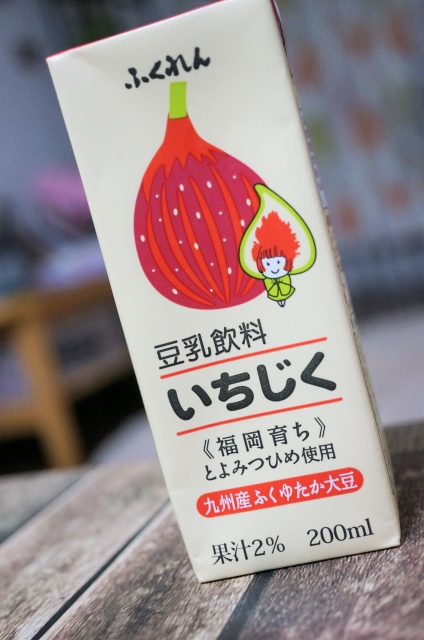 ふくれん
豆乳飲料
いちじく
《福岡育ち》
とよみつひめ使用
九州産ふくゆたか大豆
果汁2% 200ml